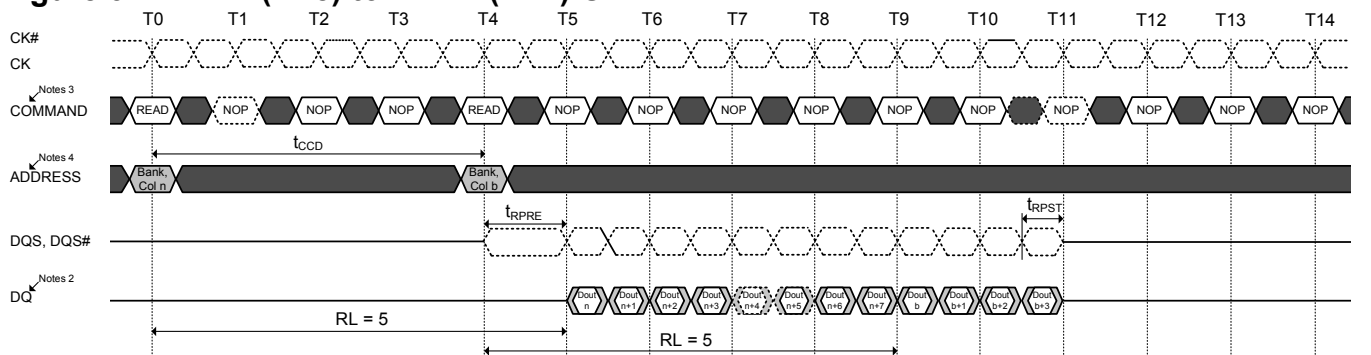 T0 T1 T2 T3 T4 T5 T6 T7 T8 T9 T10 T11 T12 T13 T14
CK#
CK
Notes 3
COMMAND READ NOP NOP NOP READ NOP NOP NOP NOP NOP NOP NOP NOP NOP NOP
tCCD
Notes 4
ADDRESS Bank, Col n Bank, Col b
tRPRE tRPST
DQS, DQS#
Notes 2
DQ Dout n Dout n+1 Dout n+2 Dout n+3 Dout n+4 Dout n+5 Dout n+6 Dout n+7 Dout b Dout b+1 Dout b+2 Dout b+3
RL = 5
RL = 5